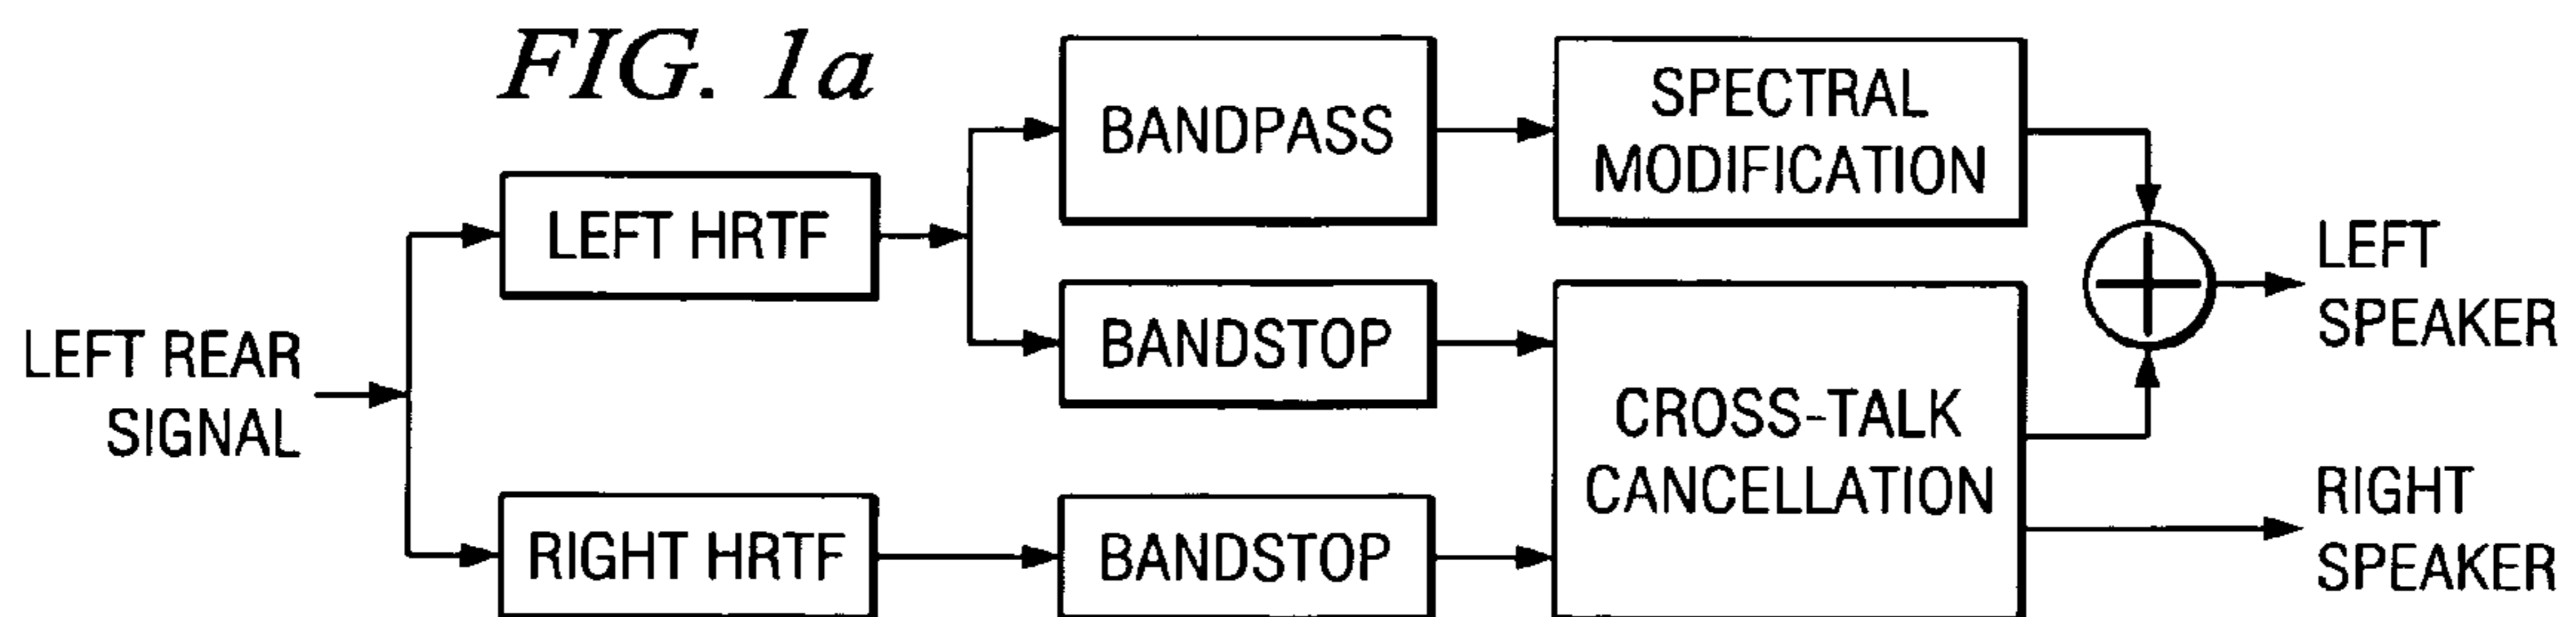 FIG. 1a
LEFT REAR
SIGNAL
LEFT HRTF
RIGHT HRTF
BANDPASS
BANDSTOP
BANDSTOP
SPECTRAL
MODIFICATION
CROSS-TALK
CANCELLATION
LEFT
SPEAKER
RIGHT
SPEAKER